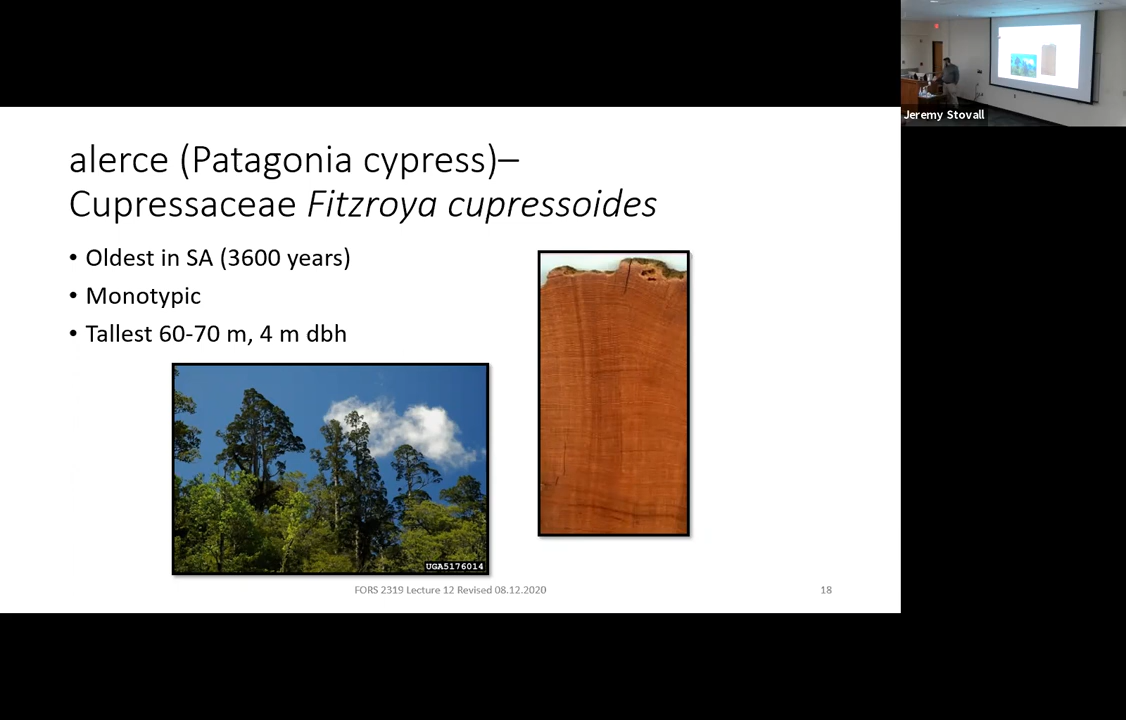 alerce (Patagonia cypress)–
Cupressaceae Fitzroya cupressoides
• Oldest in SA (3600 years)
• Monotypic
• Tallest 60-70 m, 4 m dbh
UGA5176014
FORS 2319 Lecture 12 Revised 08.12.2020
18
Jeremy Stovall